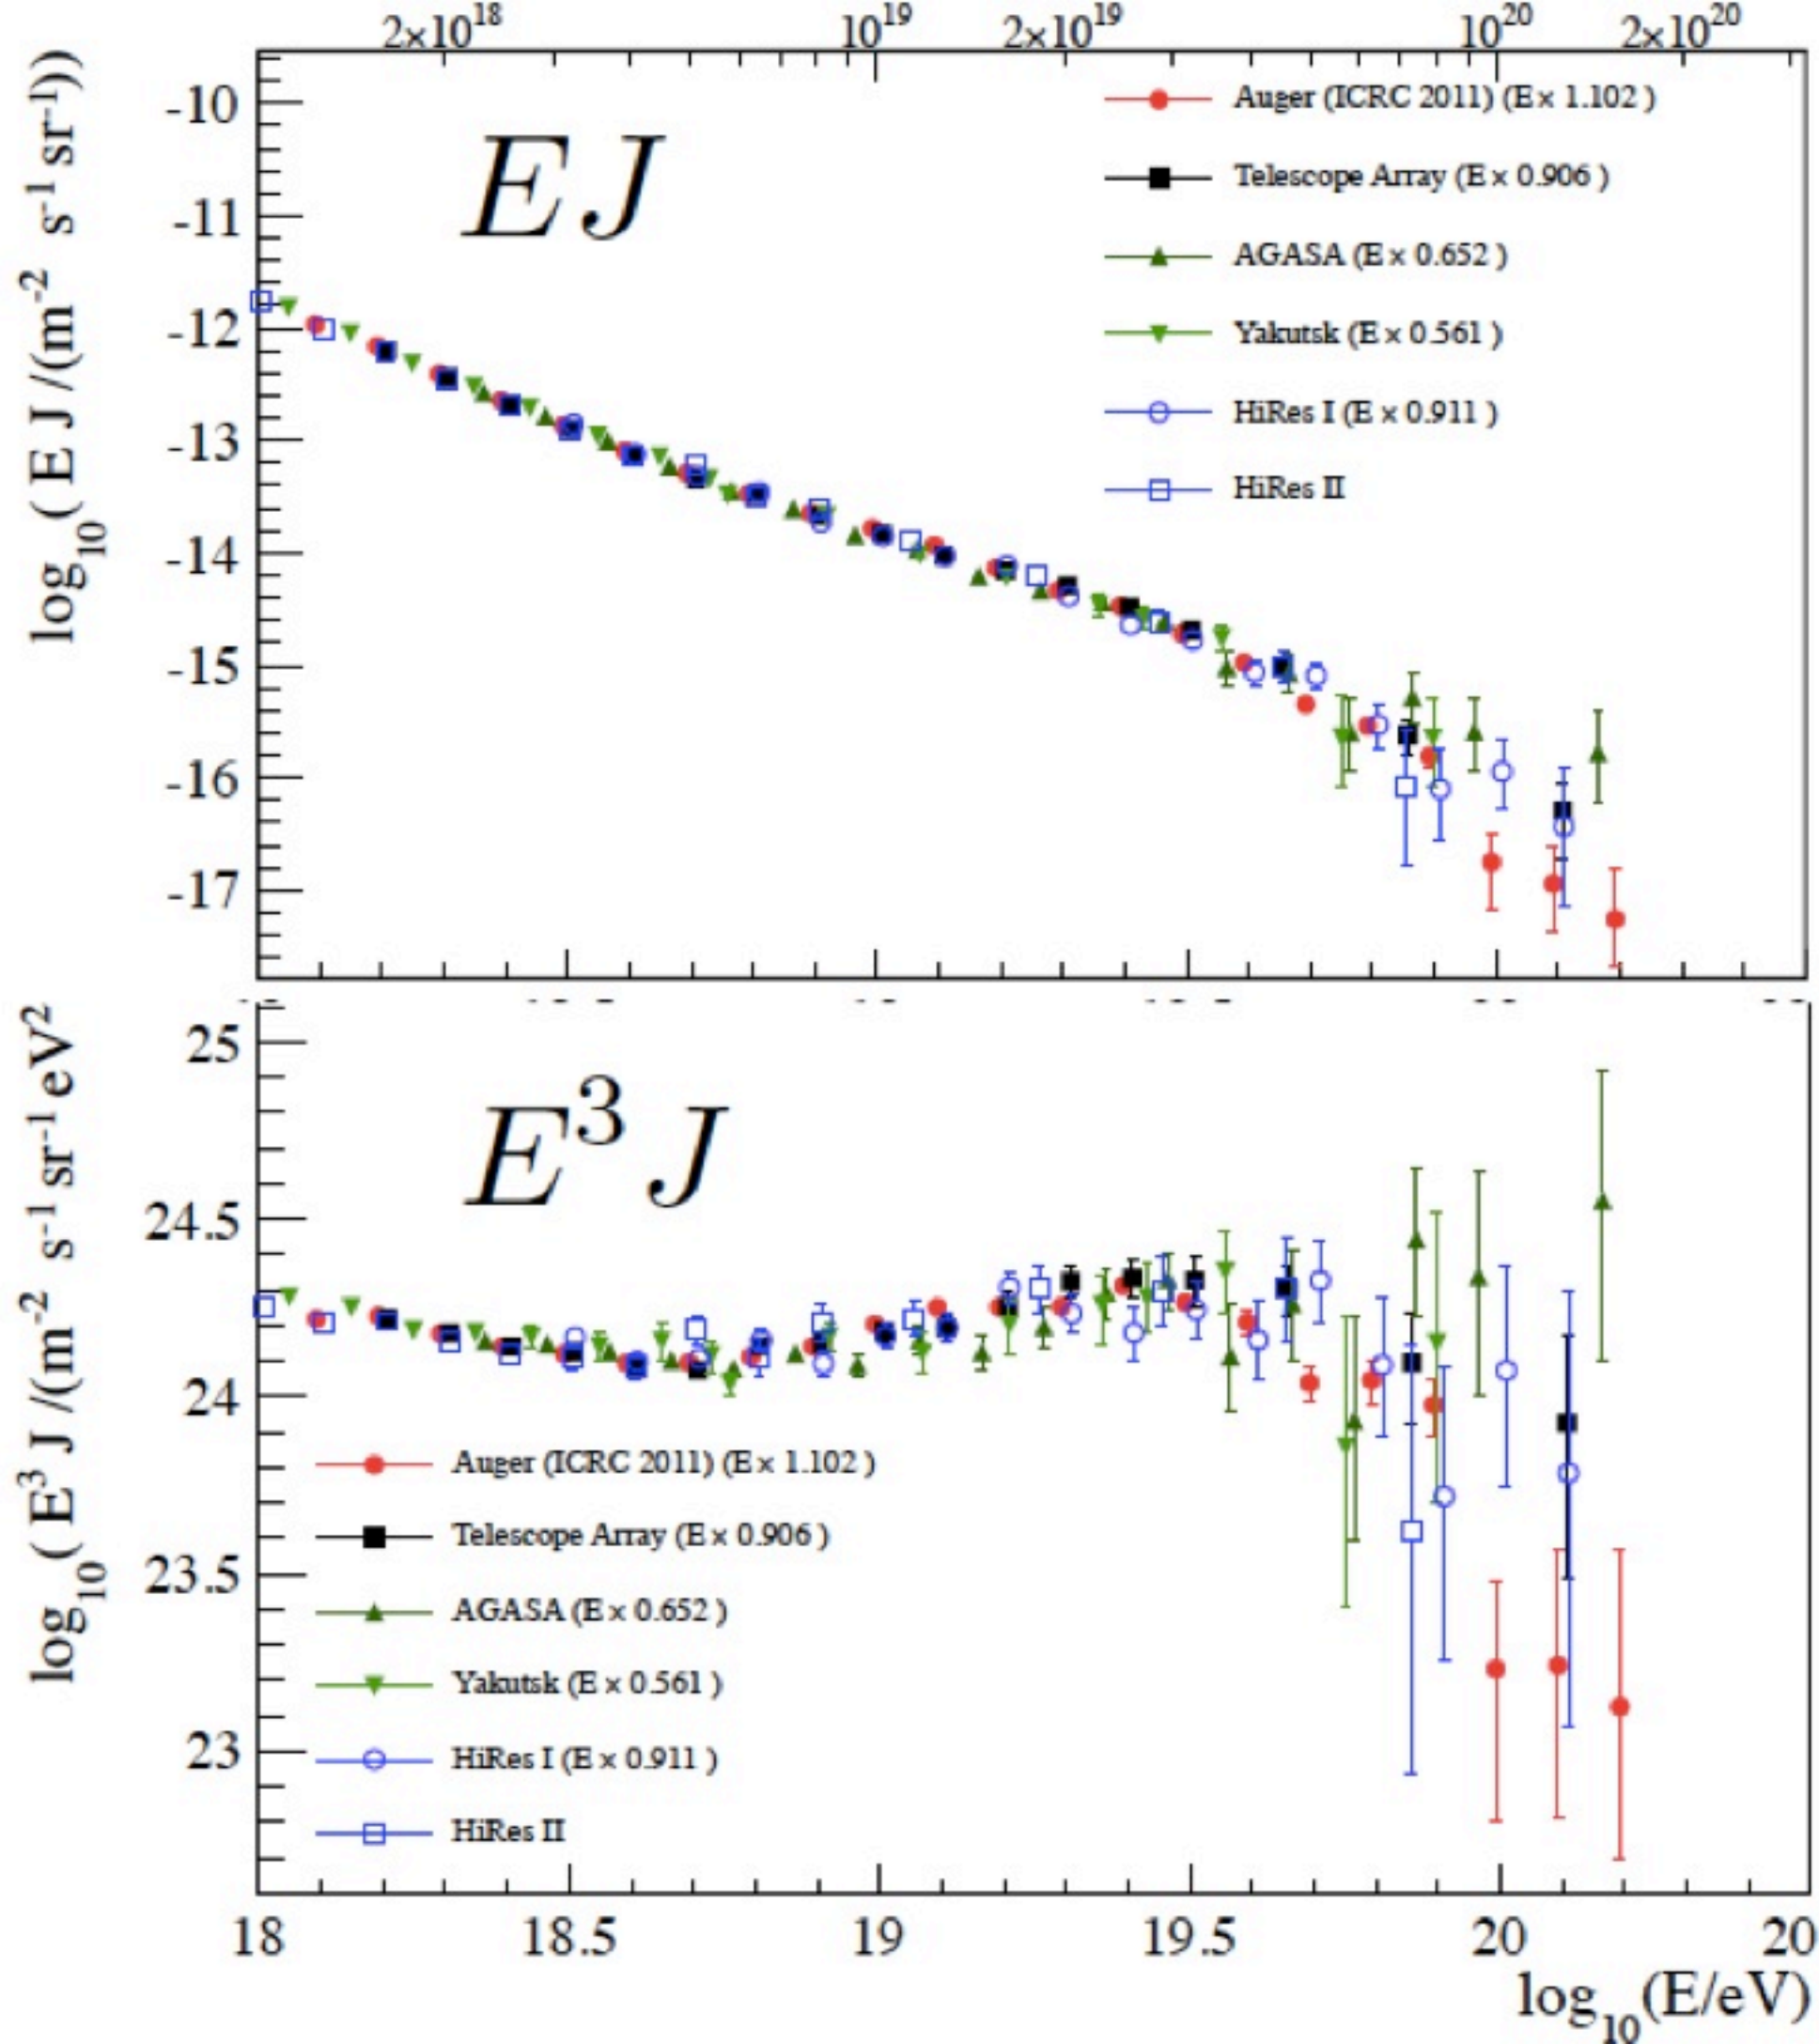 2×10^18 10^19 2×10^19 10^20 2×10^20
log_10( E J /(m^-2 s^-1 sr^-1))
-10
-11
-12
-13
-14
-15
-16
-17
EJ
Auger (ICRC 2011) (E x 1.102 )
Telescope Array (E x 0.906 )
AGASA (E x 0.652 )
Yakutsk (E x 0.561 )
HiRes I (E x 0.911 )
HiRes II
log_10( E^3 J /(m^-2 s^-1 sr^-1 eV^2
25
24.5
24
23.5
23
E^3 J
Auger (ICRC 2011) (E x 1.102 )
Telescope Array (E x 0.906 )
AGASA (E x 0.652 )
Yakutsk (E x 0.561 )
HiRes I (E x 0.911 )
HiRes II
18 18.5 19 19.5 20 20
log_10(E/eV)